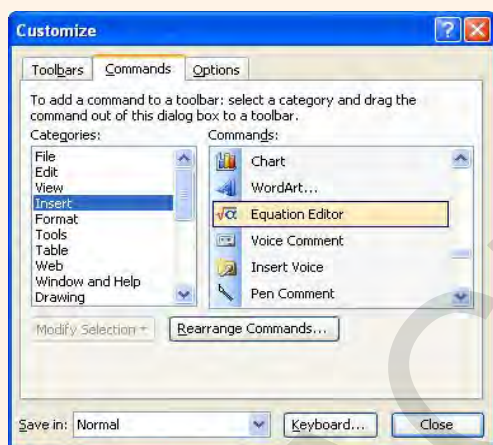 Customize
Toolbars Commands Options
To add a command to a toolbar: select a category and drag the
command out of this dialog box to a toolbar.
Categories: Commands:
File
Edit
View
Insert
Format
Tools
Table
Web
Window and Help
Drawing
Chart
WordArt...
√α Equation Editor
Voice Comment
Insert Voice
Pen Comment
Modify Selection
Rearrange Commands...
Save in: Normal Keyboard... Close